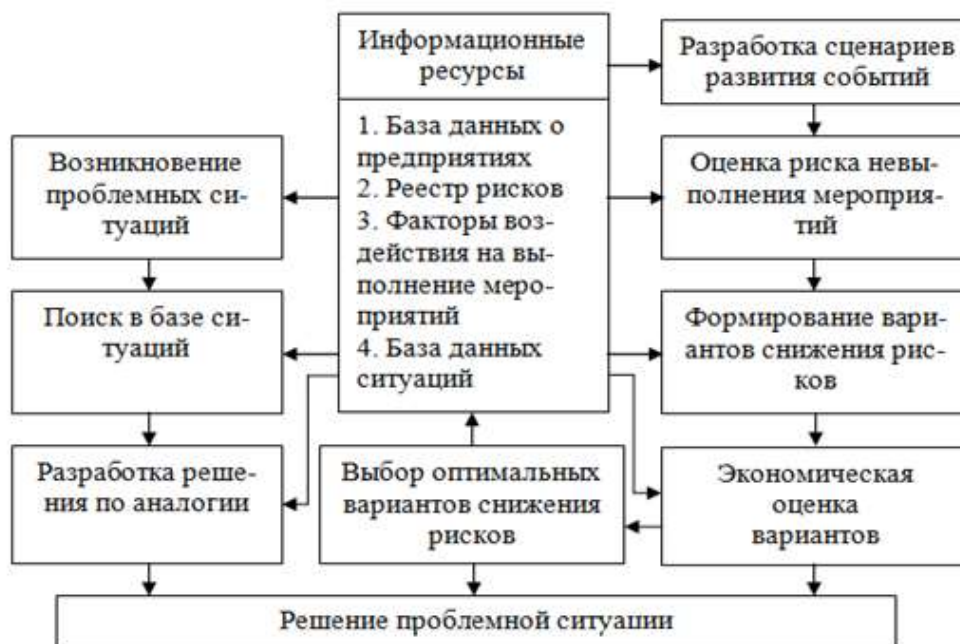 Информационные
ресурсы
1. База данных о
предприятиях
2. Реестр рисков
3. Факторы воз-
действия на вы-
полнение меро-
приятий
4. База данных
ситуаций
Разработка сценариев
развития событий
Возникновение
проблемных си-
туаций
Оценка риска невы-
полнения мероприя-
тий
Поиск в базе си-
туаций
Формирование вари-
антов снижения рис-
ков
Разработка реше-
ния по аналогии
Выбор оптимальных
вариантов снижения
рисков
Экономическая
оценка
вариантов
Решение проблемной ситуации